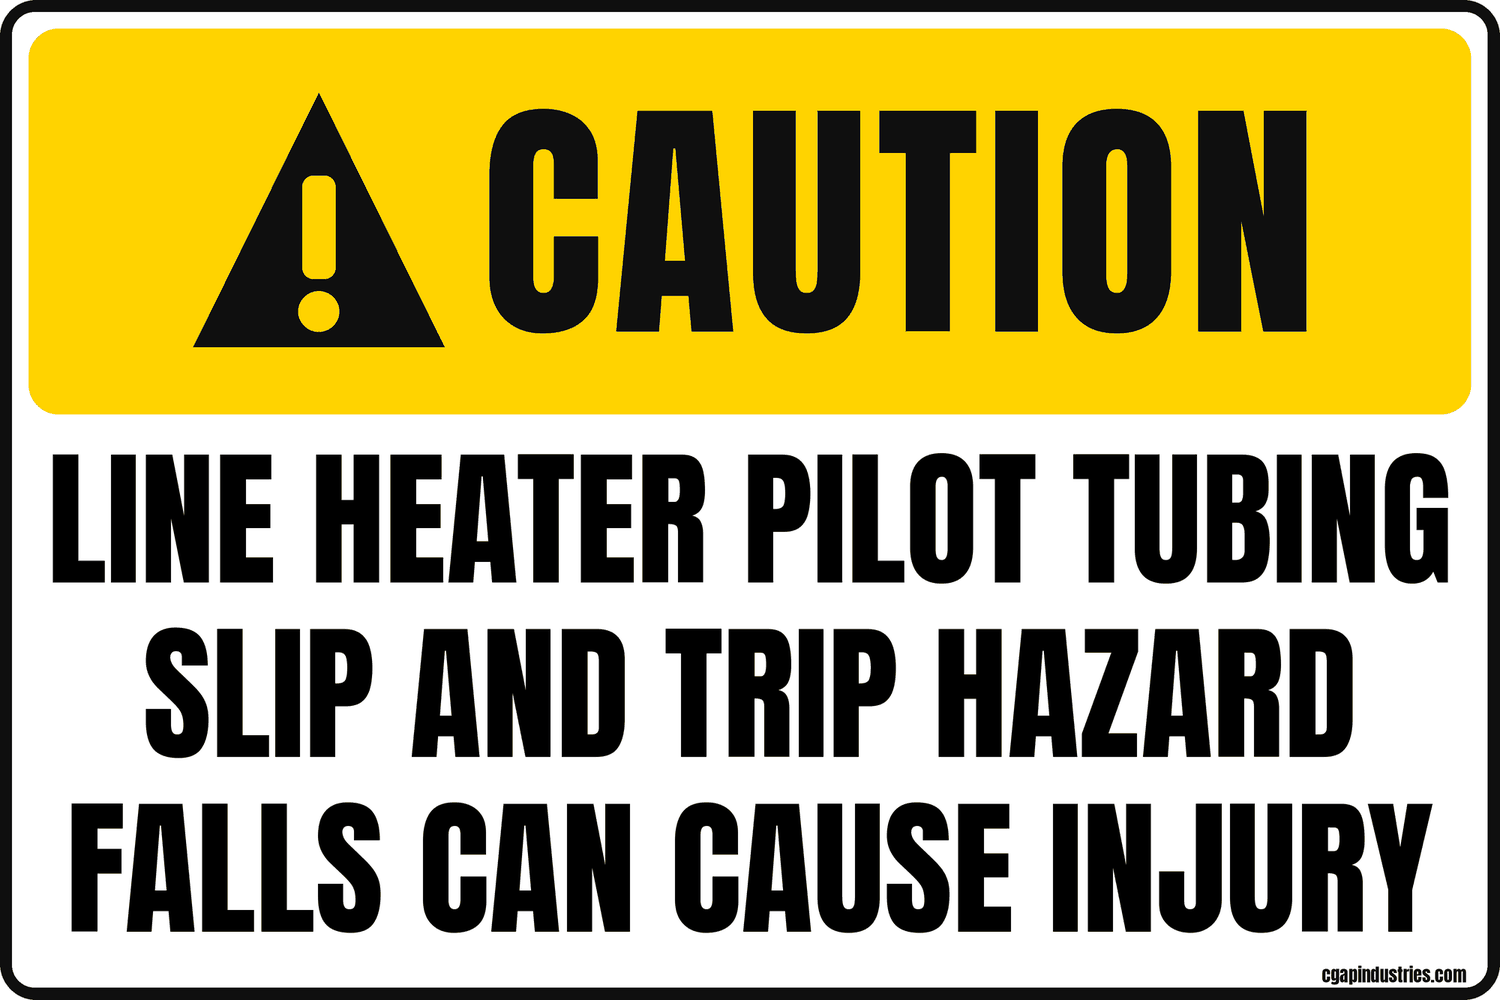 CAUTION
LINE HEATER PILOT TUBING
SLIP AND TRIP HAZARD
FALLS CAN CAUSE INJURY
cgapindustries.com